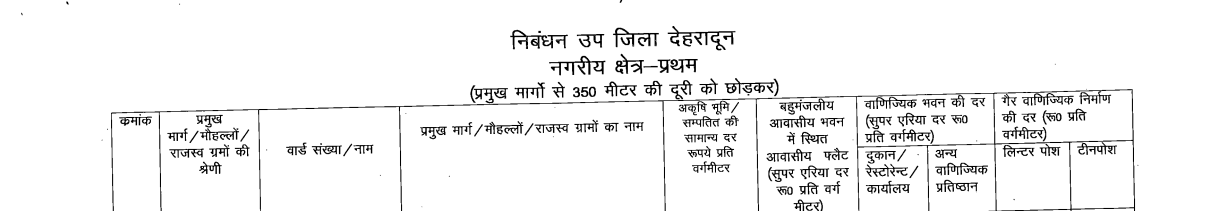 निबंधन उप जिला देहरादून
नगरीय क्षेत्र–प्रथम
(प्रमुख मार्गो से 350 मीटर की दूरी को छोड़कर)
कमांक
प्रमुख
मार्ग/मौहल्लों/
राजस्व ग्रमों की
श्रेणी
वार्ड संख्या/नाम
प्रमुख मार्ग/मौहल्लों/राजस्व ग्रामों का नाम
अकृषि भूमि/
सम्पतित की
सामान्य दर
रूपये प्रति
वर्गमीटर
बहुमंजलीय
आवासीय भवन
में स्थित
आवासीय फ्लैट
(सुपर एरिया दर
रू0 प्रति वर्ग
मीटर)
वाणिज्यिक भवन की दर
(सुपर एरिया दर रू0
प्रति वर्गमीटर)
दुकान/
रेस्टोरेन्ट/
कार्यालय
अन्य
वाणिज्यिक
प्रतिष्ठान
गैर वाणिज्यिक निर्माण
की दर (रू0 प्रति
वर्गमीटर)
लिन्टर पोश
टीनपोश